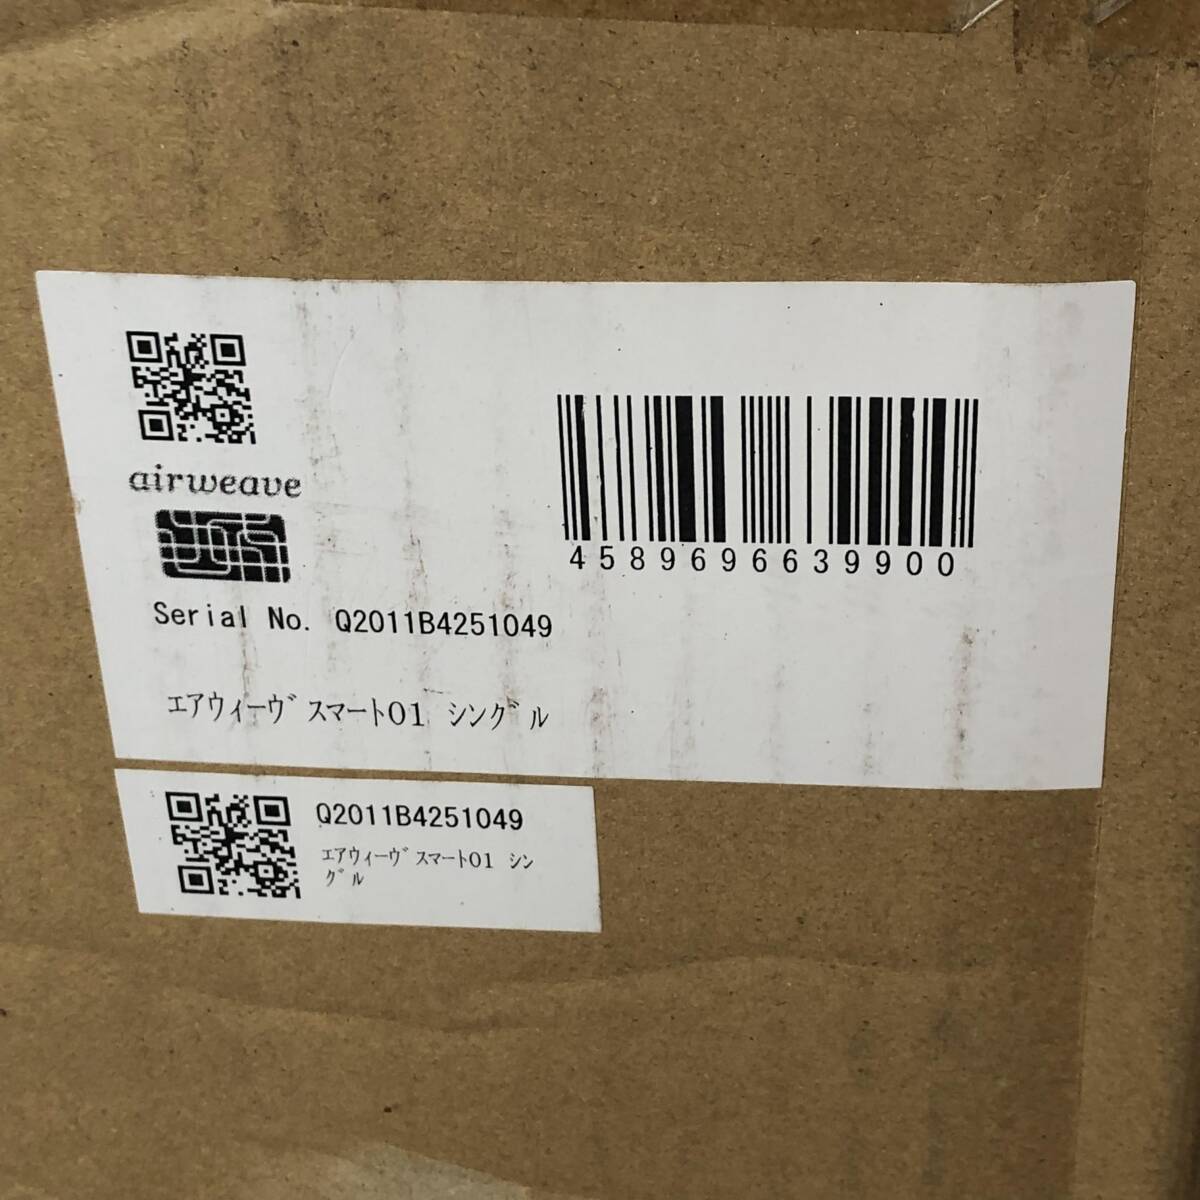 airweave
4589696639900
Serial No. Q2011B4251049
エアウィーヴ スマート01 シングル
Q2011B4251049
エアウィーヴ スマート01 シン
グル